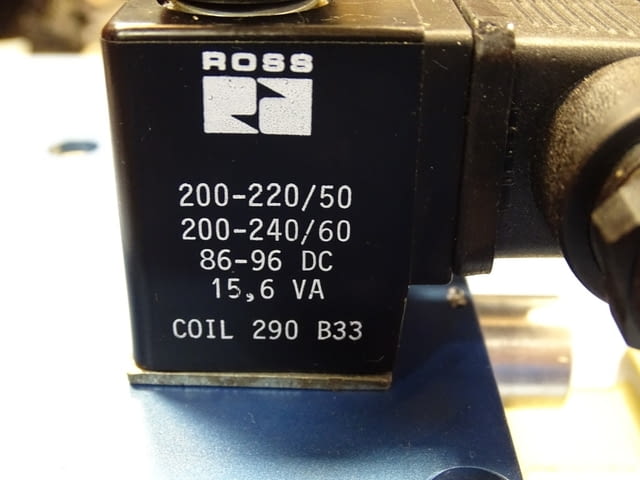 ROSS
200-220/50
200-240/60
86-96 DC
15,6 VA
COIL 290 B33